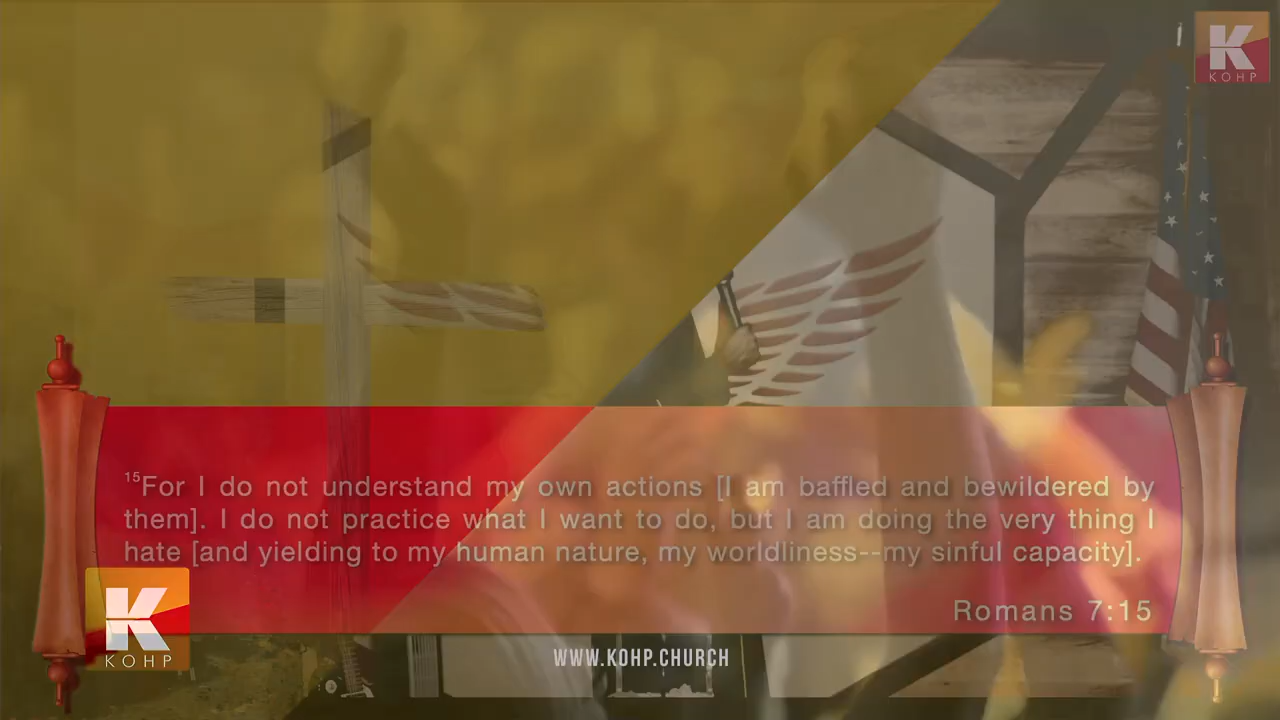 K
KOHP
15For I do not understand my own actions [I am baffled and bewildered by
them]. I do not practice what I want to do, but I am doing the very thing I
hate [and yielding to my human nature, my worldliness--my sinful capacity].
Romans 7:15
K
KOHP
WWW.KOHP.CHURCH